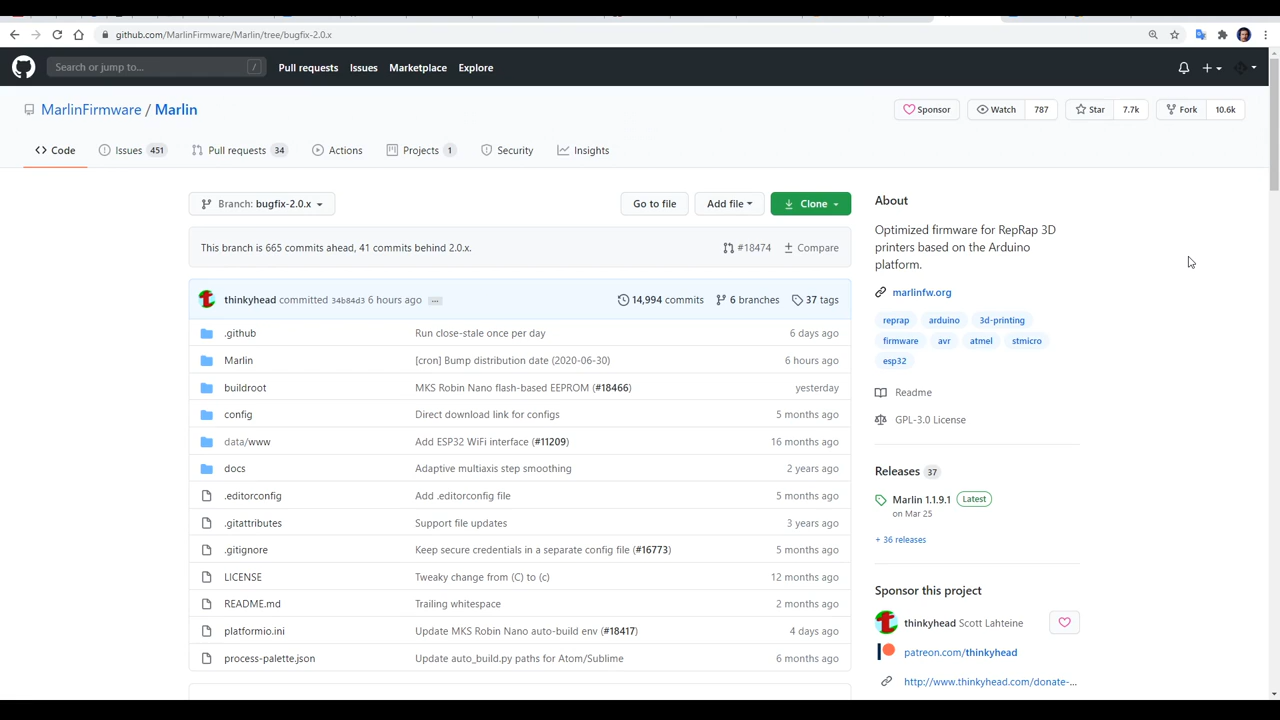 github.com/MarlinFirmware/Marlin/tree/bugfix-2.0.x
Search or jump to... / Pull requests Issues Marketplace Explore
MarlinFirmware / Marlin Sponsor Watch 787 Star 7.7k Fork 10.6k
Code Issues 451 Pull requests 34 Actions Projects 1 Security Insights
Branch: bugfix-2.0.x Go to file Add file Clone
This branch is 665 commits ahead, 41 commits behind 2.0.x. #18474 Compare
thinkyhead committed 34b84d3 6 hours ago ... 14,994 commits 6 branches 37 tags
.github Run close-stale once per day 6 days ago
Marlin [cron] Bump distribution date (2020-06-30) 6 hours ago
buildroot MKS Robin Nano flash-based EEPROM (#18466) yesterday
config Direct download link for configs 5 months ago
data/www Add ESP32 WiFi interface (#11209) 16 months ago
docs Adaptive multiaxis step smoothing 2 years ago
.editorconfig Add .editorconfig file 5 months ago
.gitattributes Support file updates 3 years ago
.gitignore Keep secure credentials in a separate config file (#16773) 5 months ago
LICENSE Tweaky change from (C) to (c) 12 months ago
README.md Trailing whitespace 2 months ago
platformio.ini Update MKS Robin Nano auto-build env (#18417) 4 days ago
process-palette.json Update auto_build.py paths for Atom/Sublime 6 months ago
About
Optimized firmware for RepRap 3D
printers based on the Arduino
platform.
marlinfw.org
reprap arduino 3d-printing
firmware avr atmel stmicro
esp32
Readme
GPL-3.0 License
Releases 37
Marlin 1.1.9.1 Latest
on Mar 25
+ 36 releases
Sponsor this project
thinkyhead Scott Lahteine
patreon.com/thinkyhead
http://www.thinkyhead.com/donate-...